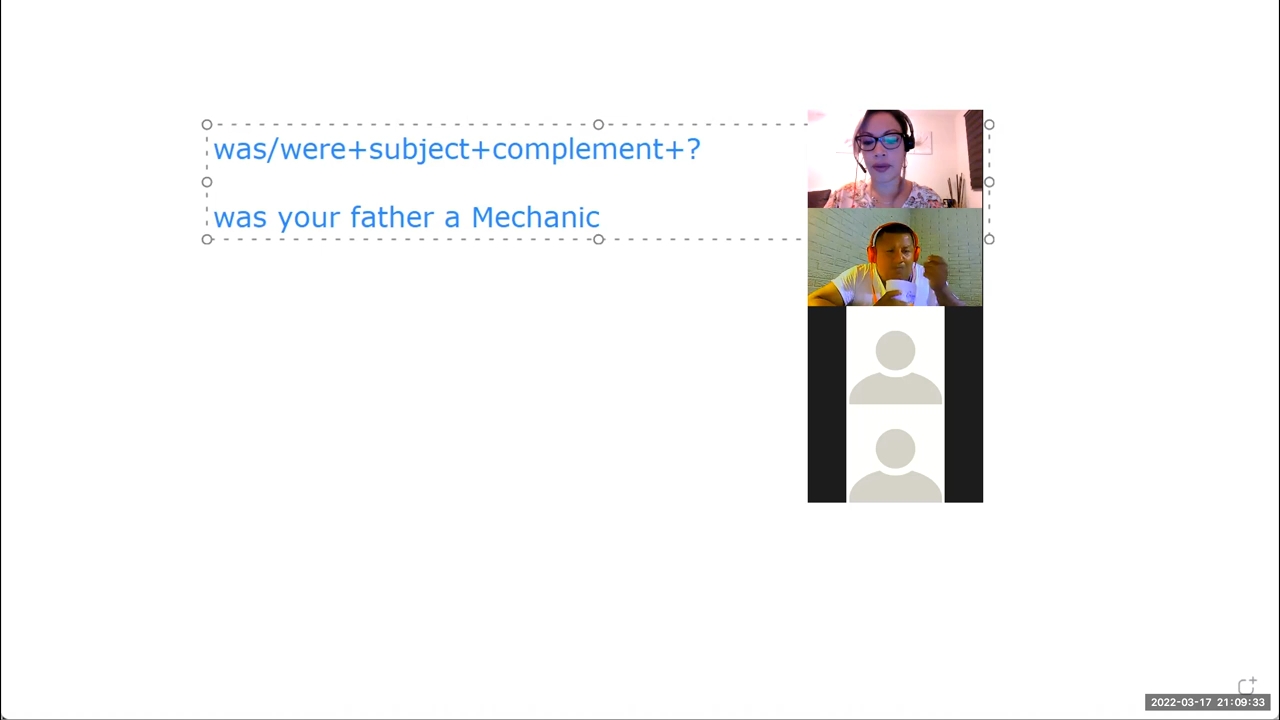 was/were+subject+complement+?
was your father a Mechanic
2022-03-17 21:09:33